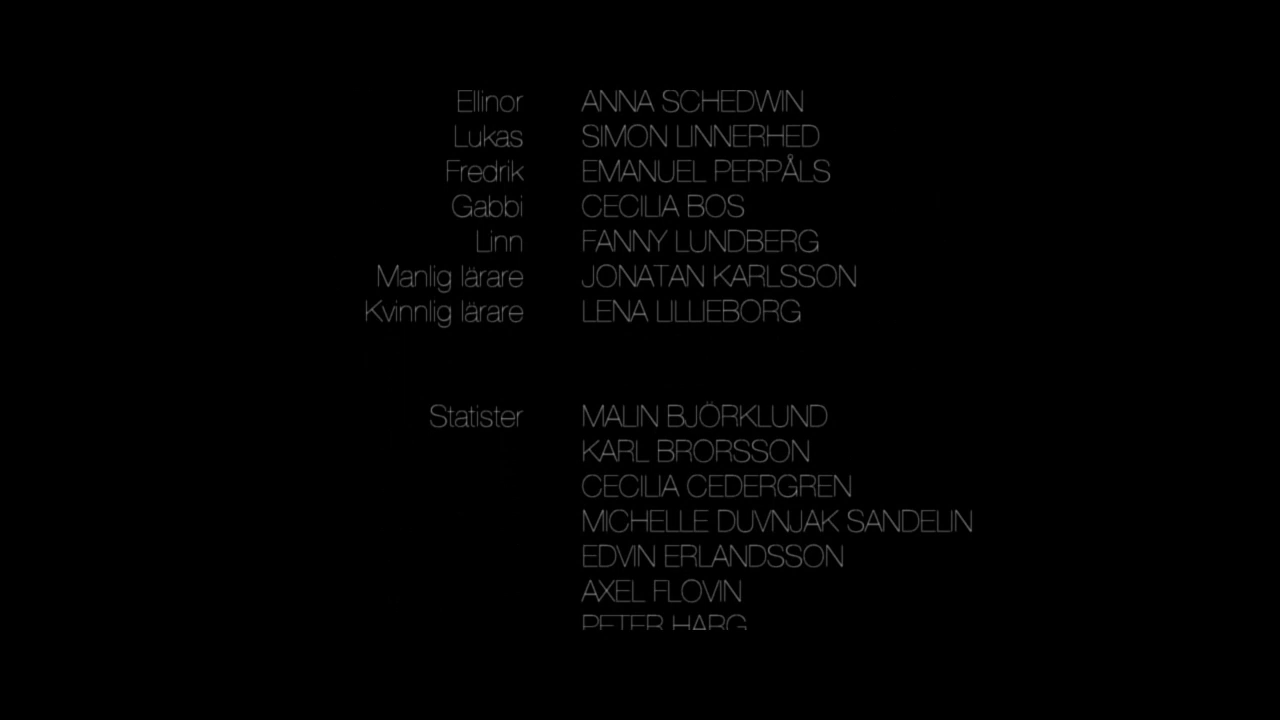 Ellinor ANNA SCHEDWIN
Lukas SIMON LINNERHED
Fredrik EMANUEL PERPÅLS
Gabbi CECILIA BOS
Linn FANNY LUNDBERG
Manlig lärare JONATAN KARLSSON
Kvinnlig lärare LENA LILLIEBORG
Statister MALIN BJÖRKLUND
KARL BRORSSON
CECILIA CEDERGREN
MICHELLE DUVNJAK SANDELIN
EDVIN ERLANDSSON
AXEL FLOVIN
PETER